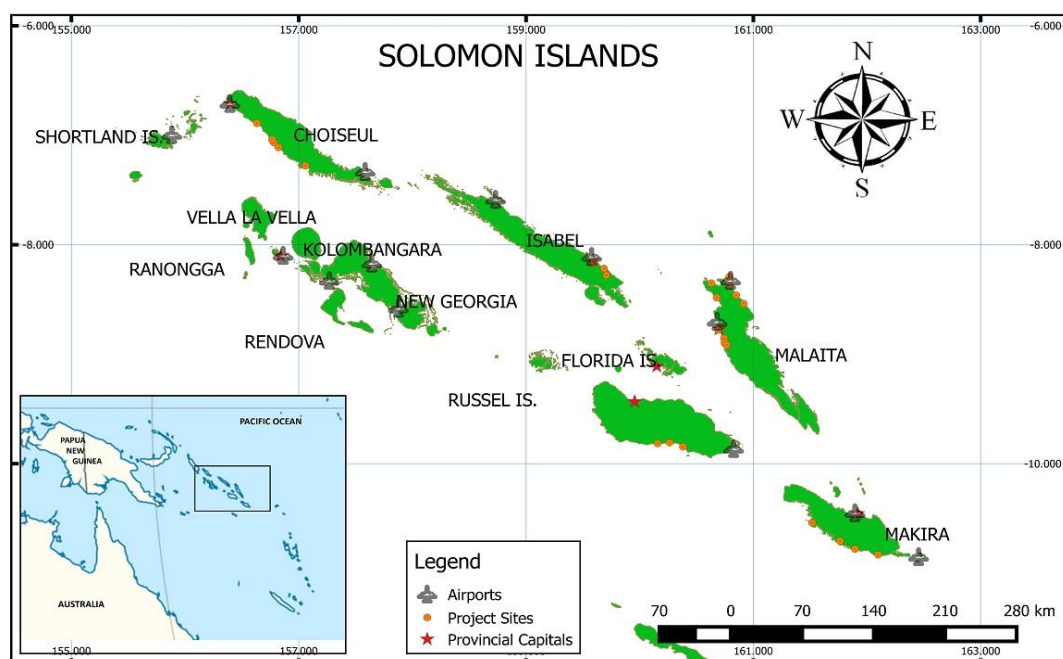 155.000 157.000 159.000 161.000 163.000
-6.000 -6.000
SOLOMON ISLANDS
N
W E
S
SHORTLAND IS.
CHOISEUL
VELLA LA VELLA
-8.000 -8.000
KOLOMBANGARA
ISABEL
RANONGGA
NEW GEORGIA
RENDOVA
FLORIDA IS.
MALAITA
RUSSEL IS.
-10.000 -10.000
MAKIRA
PACIFIC OCEAN
PAPUA
NEW
GUINEA
AUSTRALIA
Legend
Airports
Project Sites
Provincial Capitals
70 0 70 140 210 280 km
155.000 157.000 161.000 163.000